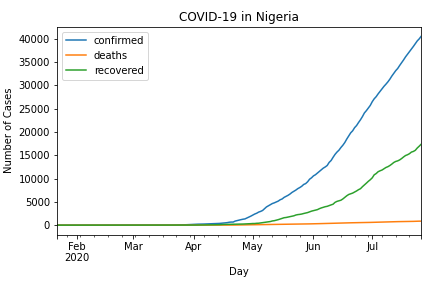 COVID-19 in Nigeria
confirmed
deaths
recovered
Number of Cases
40000
35000
30000
25000
20000
15000
10000
5000
0
Feb Mar Apr May Jun Jul
2020
Day